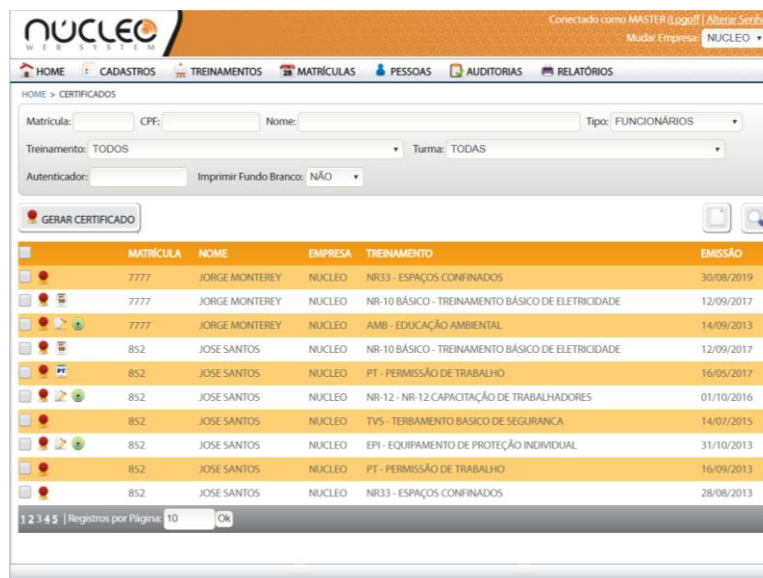 NÚCLEO
WEB SYSTEM
Conectado como MASTER (Logoff | Alterar Senha
Mudar Empresa: NUCLEO
HOME CADASTROS TREINAMENTOS MATRÍCULAS PESSOAS AUDITORIAS RELATÓRIOS
HOME > CERTIFICADOS
Matrícula: CPF: Nome: Tipo: FUNCIONÁRIOS
Treinamento: TODOS Turma: TODAS
Autenticador: Imprimir Fundo Branco: NÃO
GERAR CERTIFICADO
MATRÍCULA NOME EMPRESA TREINAMENTO EMISSÃO
7777 JORGE MONTEREY NUCLEO NR33 - ESPAÇOS CONFINADOS 30/08/2019
7777 JORGE MONTEREY NUCLEO NR-10 BÁSICO - TREINAMENTO BÁSICO DE ELETRICIDADE 12/09/2017
7777 JORGE MONTEREY NUCLEO AMB - EDUCAÇÃO AMBIENTAL 14/09/2013
852 JOSE SANTOS NUCLEO NR-10 BÁSICO - TREINAMENTO BÁSICO DE ELETRICIDADE 12/09/2017
PT 852 JOSE SANTOS NUCLEO PT - PERMISSÃO DE TRABALHO 16/05/2017
852 JOSE SANTOS NUCLEO NR-12 - NR-12 CAPACITAÇÃO DE TRABALHADORES 01/10/2016
852 JOSE SANTOS NUCLEO TVS - TERBAMENTO BASICO DE SEGURANCA 14/07/2015
852 JOSE SANTOS NUCLEO EPI - EQUIPAMENTO DE PROTEÇÃO INDIVIDUAL 31/10/2013
852 JOSE SANTOS NUCLEO PT - PERMISSÃO DE TRABALHO 16/09/2013
852 JOSE SANTOS NUCLEO NR33 - ESPAÇOS CONFINADOS 28/08/2013
1 2 3 4 5 | Registros por Página: 10 Ok